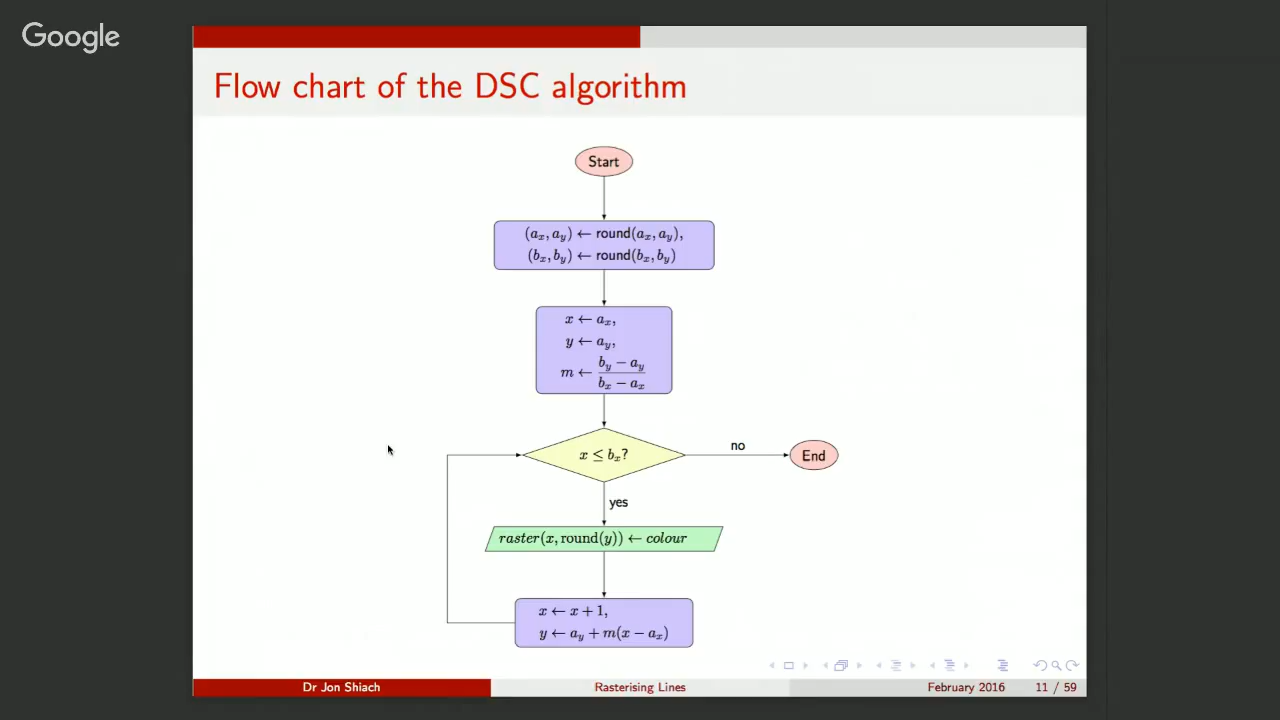 Google
Flow chart of the DSC algorithm
Start
(aₓ, a_y) ← round(aₓ, a_y),
(bₓ, b_y) ← round(bₓ, b_y)
x ← aₓ,
y ← a_y,
m ← (b_y − a_y)/(bₓ − aₓ)
x ≤ bₓ?
no
End
yes
raster(x, round(y)) ← colour
x ← x + 1,
y ← a_y + m(x − aₓ)
Dr Jon Shiach
Rasterising Lines
February 2016
11 / 59